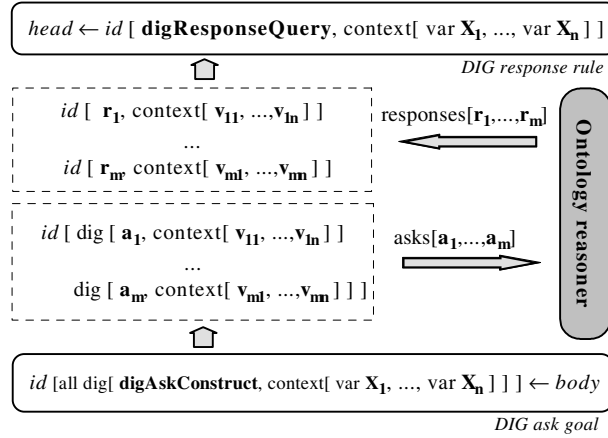 head ← id [ digResponseQuery, context[ var X1, ..., var Xn ] ]
DIG response rule
id [ r1, context[ v11, ...,v1n ] ]
...
id [ rm, context[ vm1, ...,vmn ] ]
responses[r1,...,rm]
Ontology reasoner
id [ dig [ a1, context[ v11, ...,v1n ] ]
...
dig [ am, context[ vm1, ...,vmn ] ] ]
asks[a1,...,am]
id [all dig[ digAskConstruct, context[ var X1, ..., var Xn ] ] ] ← body
DIG ask goal